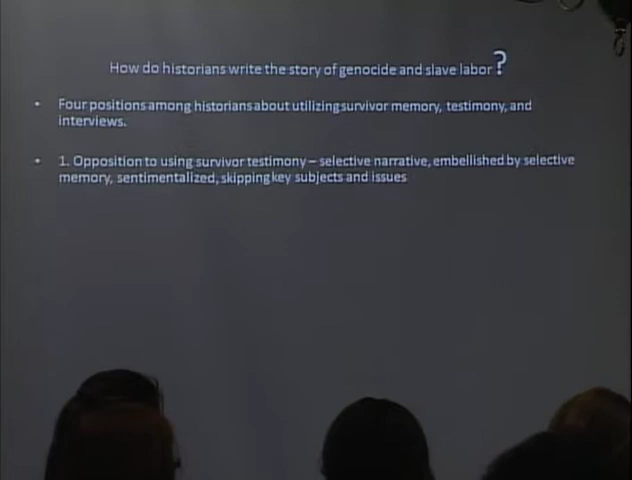 How do historians write the story of genocide and slave labor?
• Four positions among historians about utilizing survivor memory, testimony, and
interviews.
• 1. Opposition to using survivor testimony – selective narrative, embellished by selective
memory, sentimentalized, skipping key subjects and issues